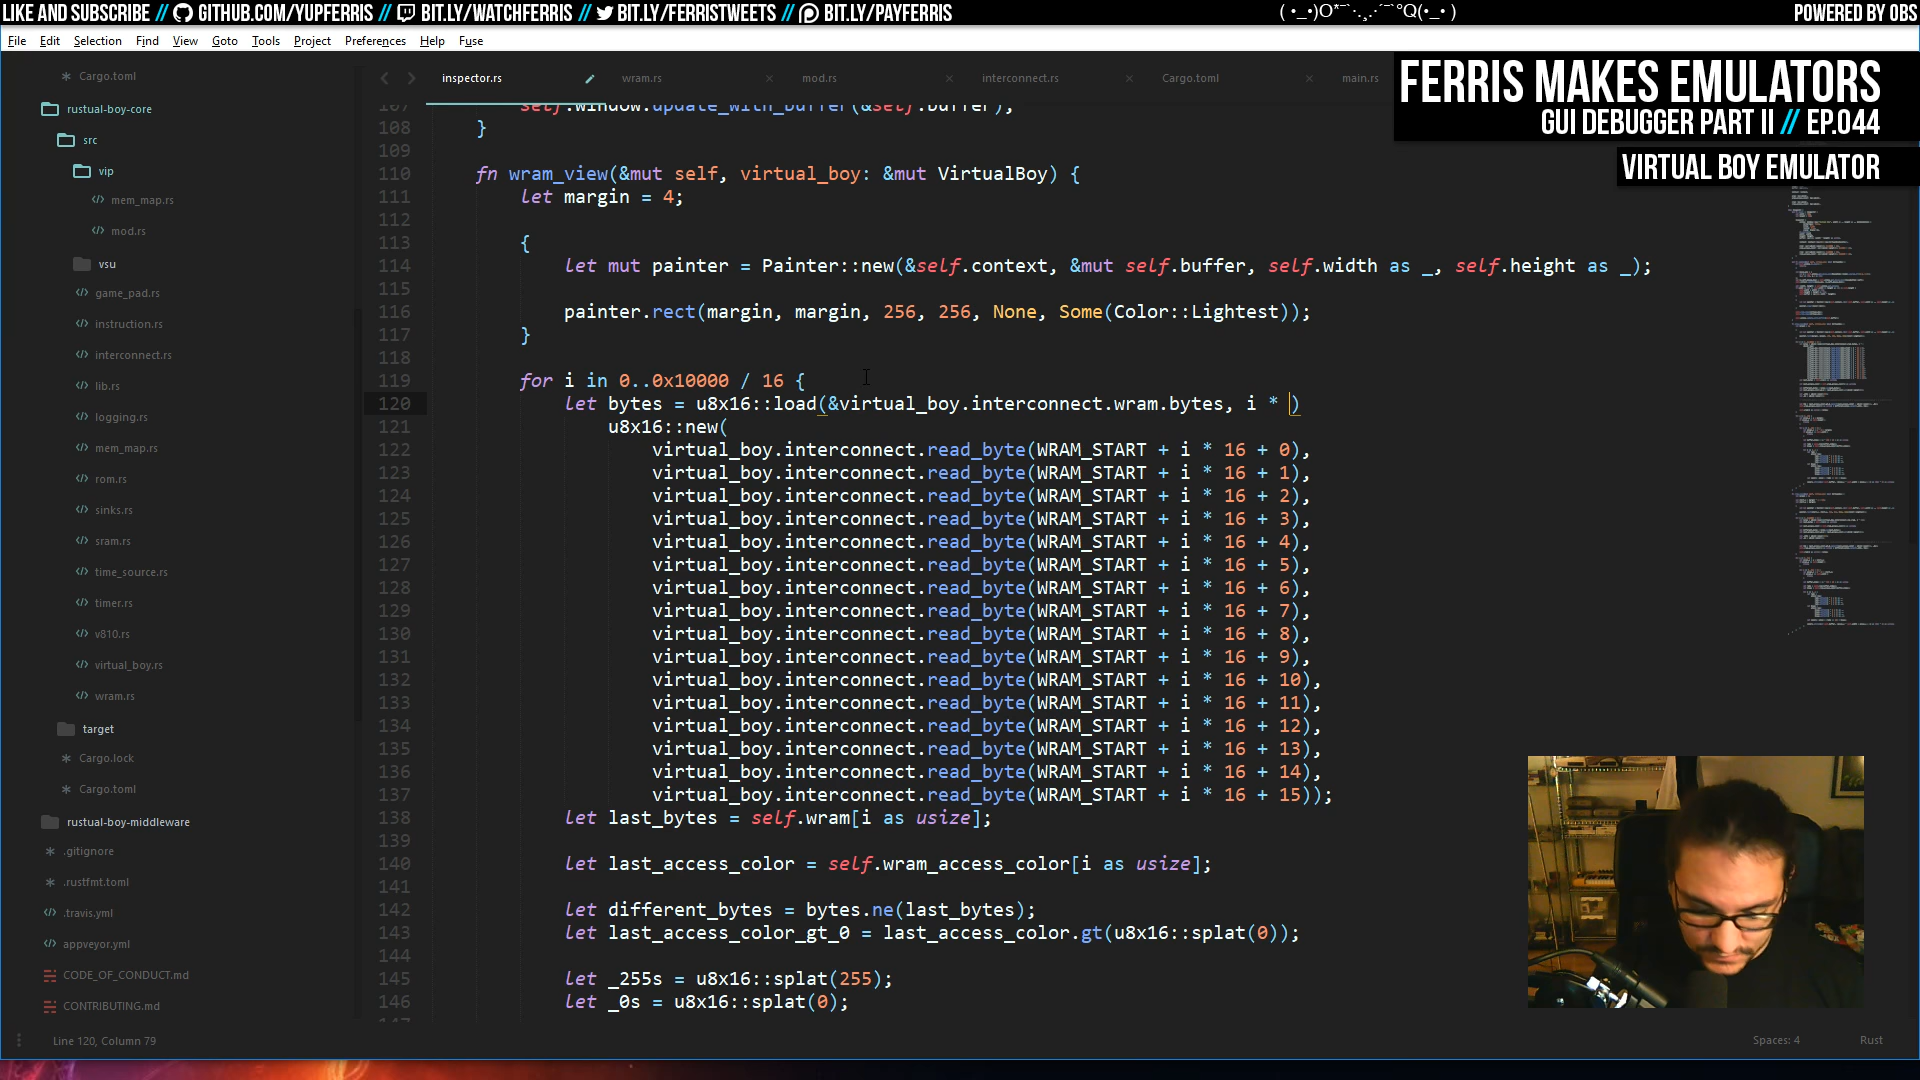 LIKE AND SUBSCRIBE // GITHUB.COM/YUPFERRIS // BIT.LY/WATCHFERRIS // BIT.LY/FERRISTWEETS // BIT.LY/PAYFERRIS
( •_•)O*¯`·.¸.·´¯`°Q(•_• )
POWERED BY OBS
File Edit Selection Find View Goto Tools Project Preferences Help Fuse
FERRIS MAKES EMULATORS
GUI DEBUGGER PART II // EP.044
VIRTUAL BOY EMULATOR
Cargo.toml
rustual-boy-core
src
vip
mem_map.rs
mod.rs
vsu
game_pad.rs
instruction.rs
interconnect.rs
lib.rs
logging.rs
mem_map.rs
rom.rs
sinks.rs
sram.rs
time_source.rs
timer.rs
v810.rs
virtual_boy.rs
wram.rs
target
Cargo.lock
Cargo.toml
rustual-boy-middleware
.gitignore
.rustfmt.toml
.travis.yml
appveyor.yml
CODE_OF_CONDUCT.md
CONTRIBUTING.md
inspector.rs wram.rs mod.rs interconnect.rs Cargo.toml main.rs
107 self.window.update_with_buffer(&self.buffer);
108 }
109
110 fn wram_view(&mut self, virtual_boy: &mut VirtualBoy) {
111 let margin = 4;
112
113 {
114 let mut painter = Painter::new(&self.context, &mut self.buffer, self.width as _, self.height as _);
115
116 painter.rect(margin, margin, 256, 256, None, Some(Color::Lightest));
117 }
118
119 for i in 0..0x10000 / 16 {
120 let bytes = u8x16::load(&virtual_boy.interconnect.wram.bytes, i * )
121 u8x16::new(
122 virtual_boy.interconnect.read_byte(WRAM_START + i * 16 + 0),
123 virtual_boy.interconnect.read_byte(WRAM_START + i * 16 + 1),
124 virtual_boy.interconnect.read_byte(WRAM_START + i * 16 + 2),
125 virtual_boy.interconnect.read_byte(WRAM_START + i * 16 + 3),
126 virtual_boy.interconnect.read_byte(WRAM_START + i * 16 + 4),
127 virtual_boy.interconnect.read_byte(WRAM_START + i * 16 + 5),
128 virtual_boy.interconnect.read_byte(WRAM_START + i * 16 + 6),
129 virtual_boy.interconnect.read_byte(WRAM_START + i * 16 + 7),
130 virtual_boy.interconnect.read_byte(WRAM_START + i * 16 + 8),
131 virtual_boy.interconnect.read_byte(WRAM_START + i * 16 + 9),
132 virtual_boy.interconnect.read_byte(WRAM_START + i * 16 + 10),
133 virtual_boy.interconnect.read_byte(WRAM_START + i * 16 + 11),
134 virtual_boy.interconnect.read_byte(WRAM_START + i * 16 + 12),
135 virtual_boy.interconnect.read_byte(WRAM_START + i * 16 + 13),
136 virtual_boy.interconnect.read_byte(WRAM_START + i * 16 + 14),
137 virtual_boy.interconnect.read_byte(WRAM_START + i * 16 + 15));
138 let last_bytes = self.wram[i as usize];
139
140 let last_access_color = self.wram_access_color[i as usize];
141
142 let different_bytes = bytes.ne(last_bytes);
143 let last_access_color_gt_0 = last_access_color.gt(u8x16::splat(0));
144
145 let _255s = u8x16::splat(255);
146 let _0s = u8x16::splat(0);
Line 120, Column 79
Spaces: 4
Rust